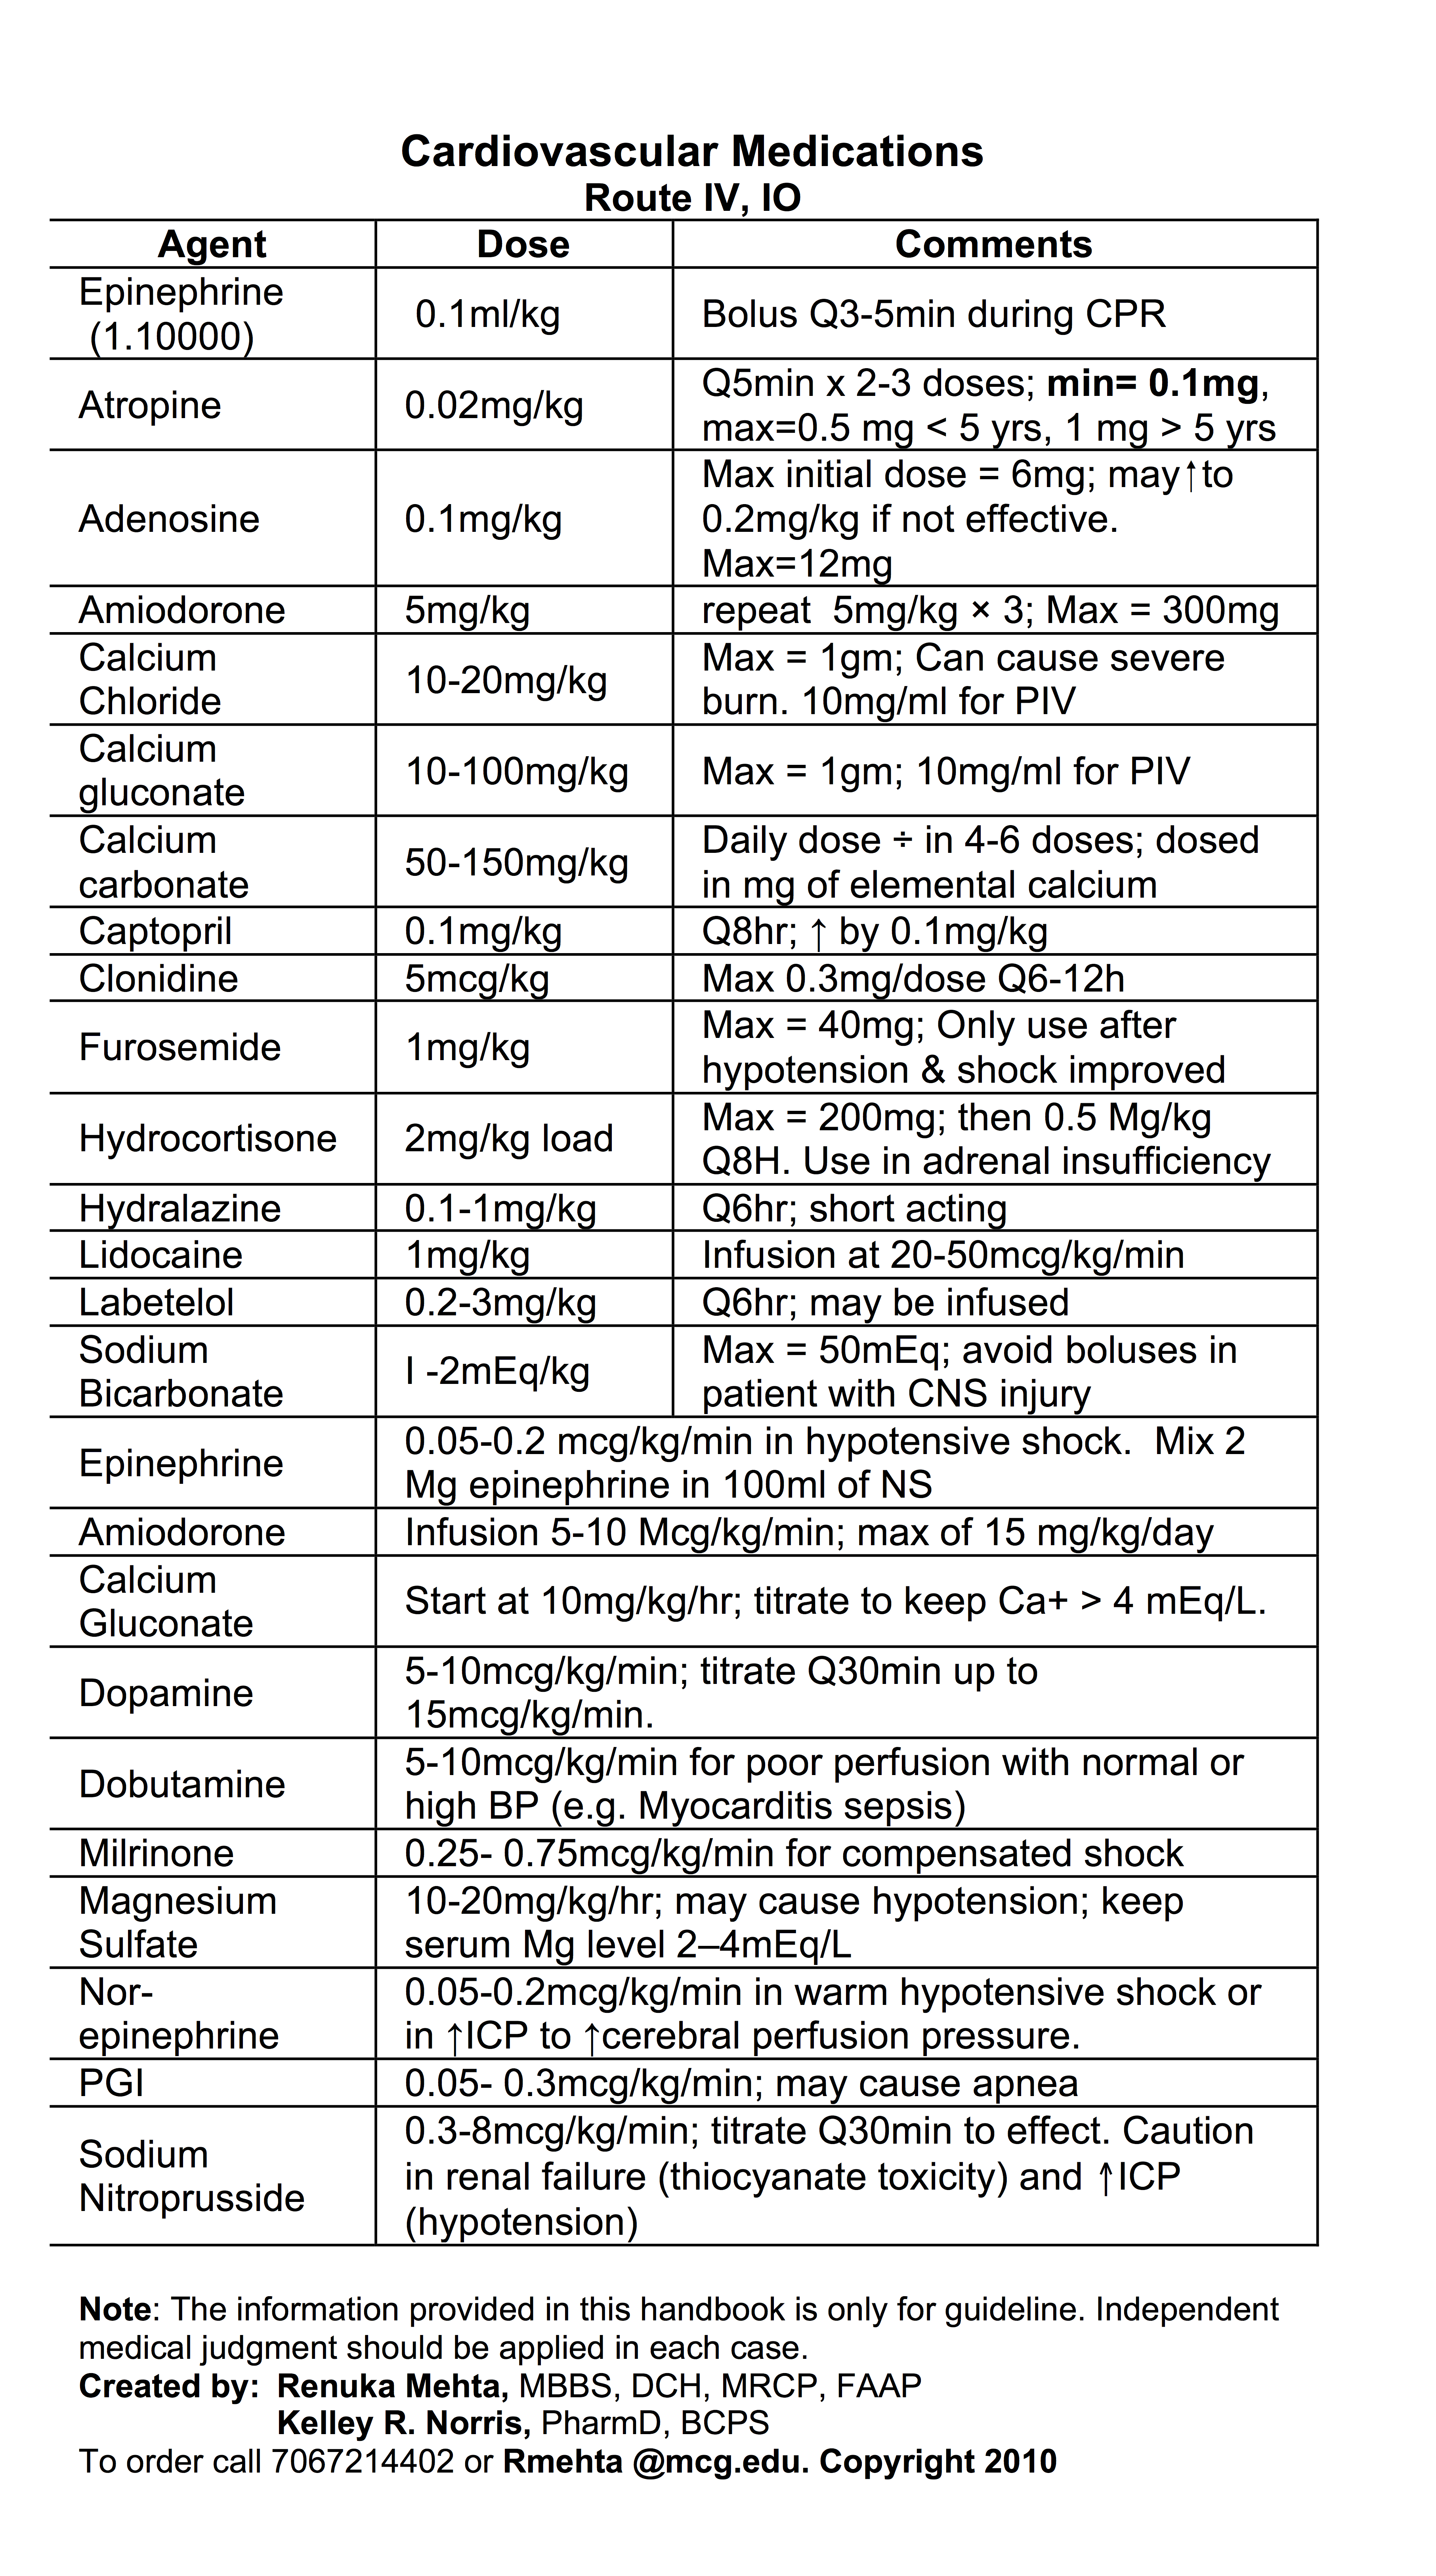 Cardiovascular Medications
Route IV, IO
Agent Dose Comments
Epinephrine
(1.10000)
0.1ml/kg
Bolus Q3-5min during CPR
Atropine
0.02mg/kg
Q5min x 2-3 doses; min= 0.1mg,
max=0.5 mg < 5 yrs, 1 mg > 5 yrs
Adenosine
0.1mg/kg
Max initial dose = 6mg; may↑to
0.2mg/kg if not effective.
Max=12mg
Amiodorone
5mg/kg
repeat 5mg/kg × 3; Max = 300mg
Calcium
Chloride
10-20mg/kg
Max = 1gm; Can cause severe
burn. 10mg/ml for PIV
Calcium
gluconate
10-100mg/kg
Max = 1gm; 10mg/ml for PIV
Calcium
carbonate
50-150mg/kg
Daily dose ÷ in 4-6 doses; dosed
in mg of elemental calcium
Captopril
0.1mg/kg
Q8hr; ↑ by 0.1mg/kg
Clonidine
5mcg/kg
Max 0.3mg/dose Q6-12h
Furosemide
1mg/kg
Max = 40mg; Only use after
hypotension & shock improved
Hydrocortisone
2mg/kg load
Max = 200mg; then 0.5 Mg/kg
Q8H. Use in adrenal insufficiency
Hydralazine
0.1-1mg/kg
Q6hr; short acting
Lidocaine
1mg/kg
Infusion at 20-50mcg/kg/min
Labetelol
0.2-3mg/kg
Q6hr; may be infused
Sodium
Bicarbonate
I -2mEq/kg
Max = 50mEq; avoid boluses in
patient with CNS injury
Epinephrine
0.05-0.2 mcg/kg/min in hypotensive shock. Mix 2
Mg epinephrine in 100ml of NS
Amiodorone
Infusion 5-10 Mcg/kg/min; max of 15 mg/kg/day
Calcium
Gluconate
Start at 10mg/kg/hr; titrate to keep Ca+ > 4 mEq/L.
Dopamine
5-10mcg/kg/min; titrate Q30min up to
15mcg/kg/min.
Dobutamine
5-10mcg/kg/min for poor perfusion with normal or
high BP (e.g. Myocarditis sepsis)
Milrinone
0.25- 0.75mcg/kg/min for compensated shock
Magnesium
Sulfate
10-20mg/kg/hr; may cause hypotension; keep
serum Mg level 2–4mEq/L
Nor-
epinephrine
0.05-0.2mcg/kg/min in warm hypotensive shock or
in ↑ICP to ↑cerebral perfusion pressure.
PGI
0.05- 0.3mcg/kg/min; may cause apnea
Sodium
Nitroprusside
0.3-8mcg/kg/min; titrate Q30min to effect. Caution
in renal failure (thiocyanate toxicity) and ↑ICP
(hypotension)
Note: The information provided in this handbook is only for guideline. Independent
medical judgment should be applied in each case.
Created by: Renuka Mehta, MBBS, DCH, MRCP, FAAP
Kelley R. Norris, PharmD, BCPS
To order call 7067214402 or Rmehta @mcg.edu. Copyright 2010